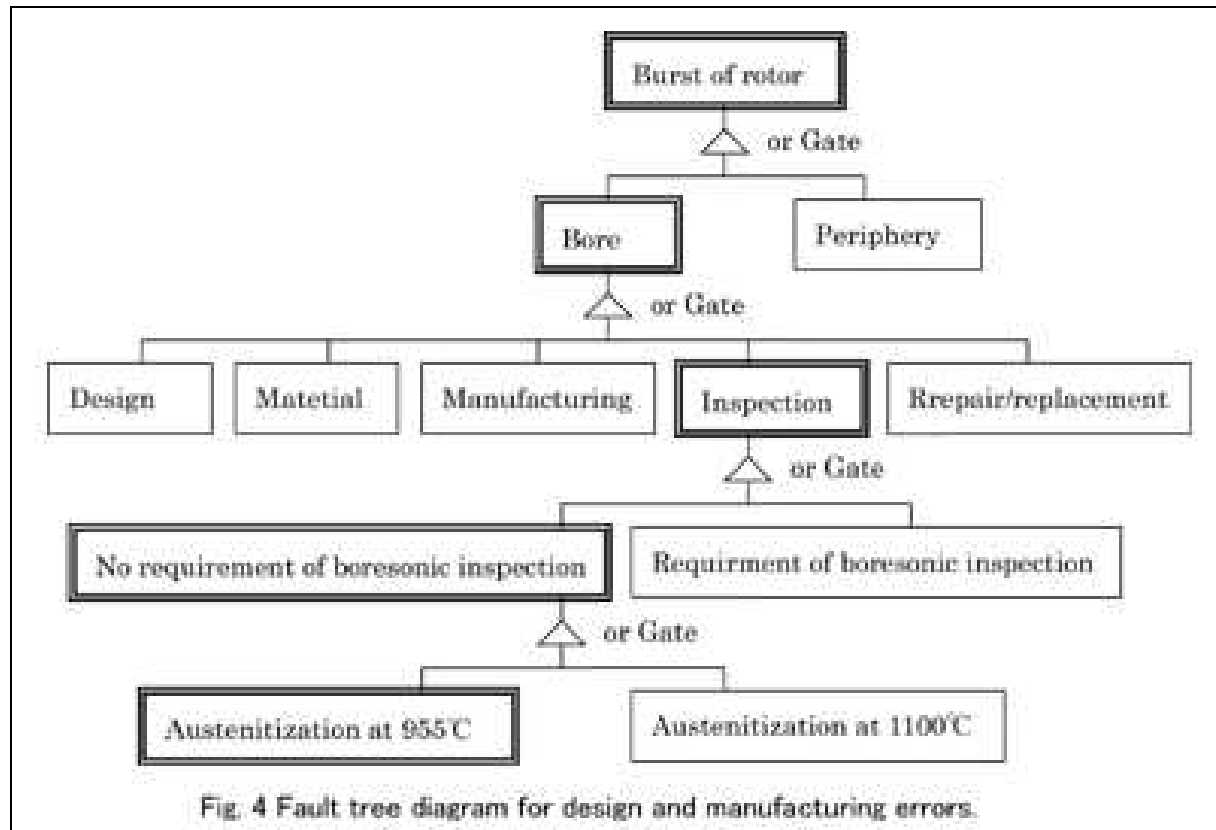 Burst of rotor
or Gate
Bore
Periphery
or Gate
Design
Matetial
Manufacturing
Inspection
Rrepair/replacement
or Gate
No requirement of boresonic inspection
Requirment of boresonic inspection
or Gate
Austenitization at 955℃
Austenitization at 1100℃
Fig. 4 Fault tree diagram for design and manufacturing errors.